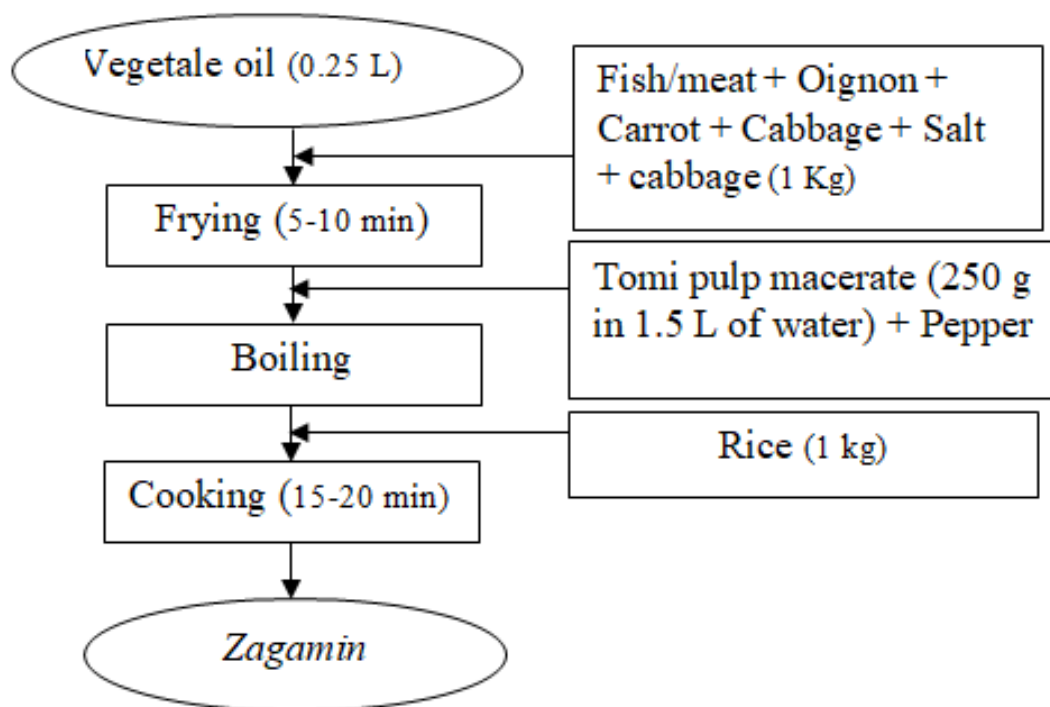 Vegetale oil (0.25 L)
Fish/meat + Oignon +
Carrot + Cabbage + Salt
+ cabbage (1 Kg)
Frying (5-10 min)
Tomi pulp macerate (250 g
in 1.5 L of water) + Pepper
Boiling
Rice (1 kg)
Cooking (15-20 min)
Zagamin